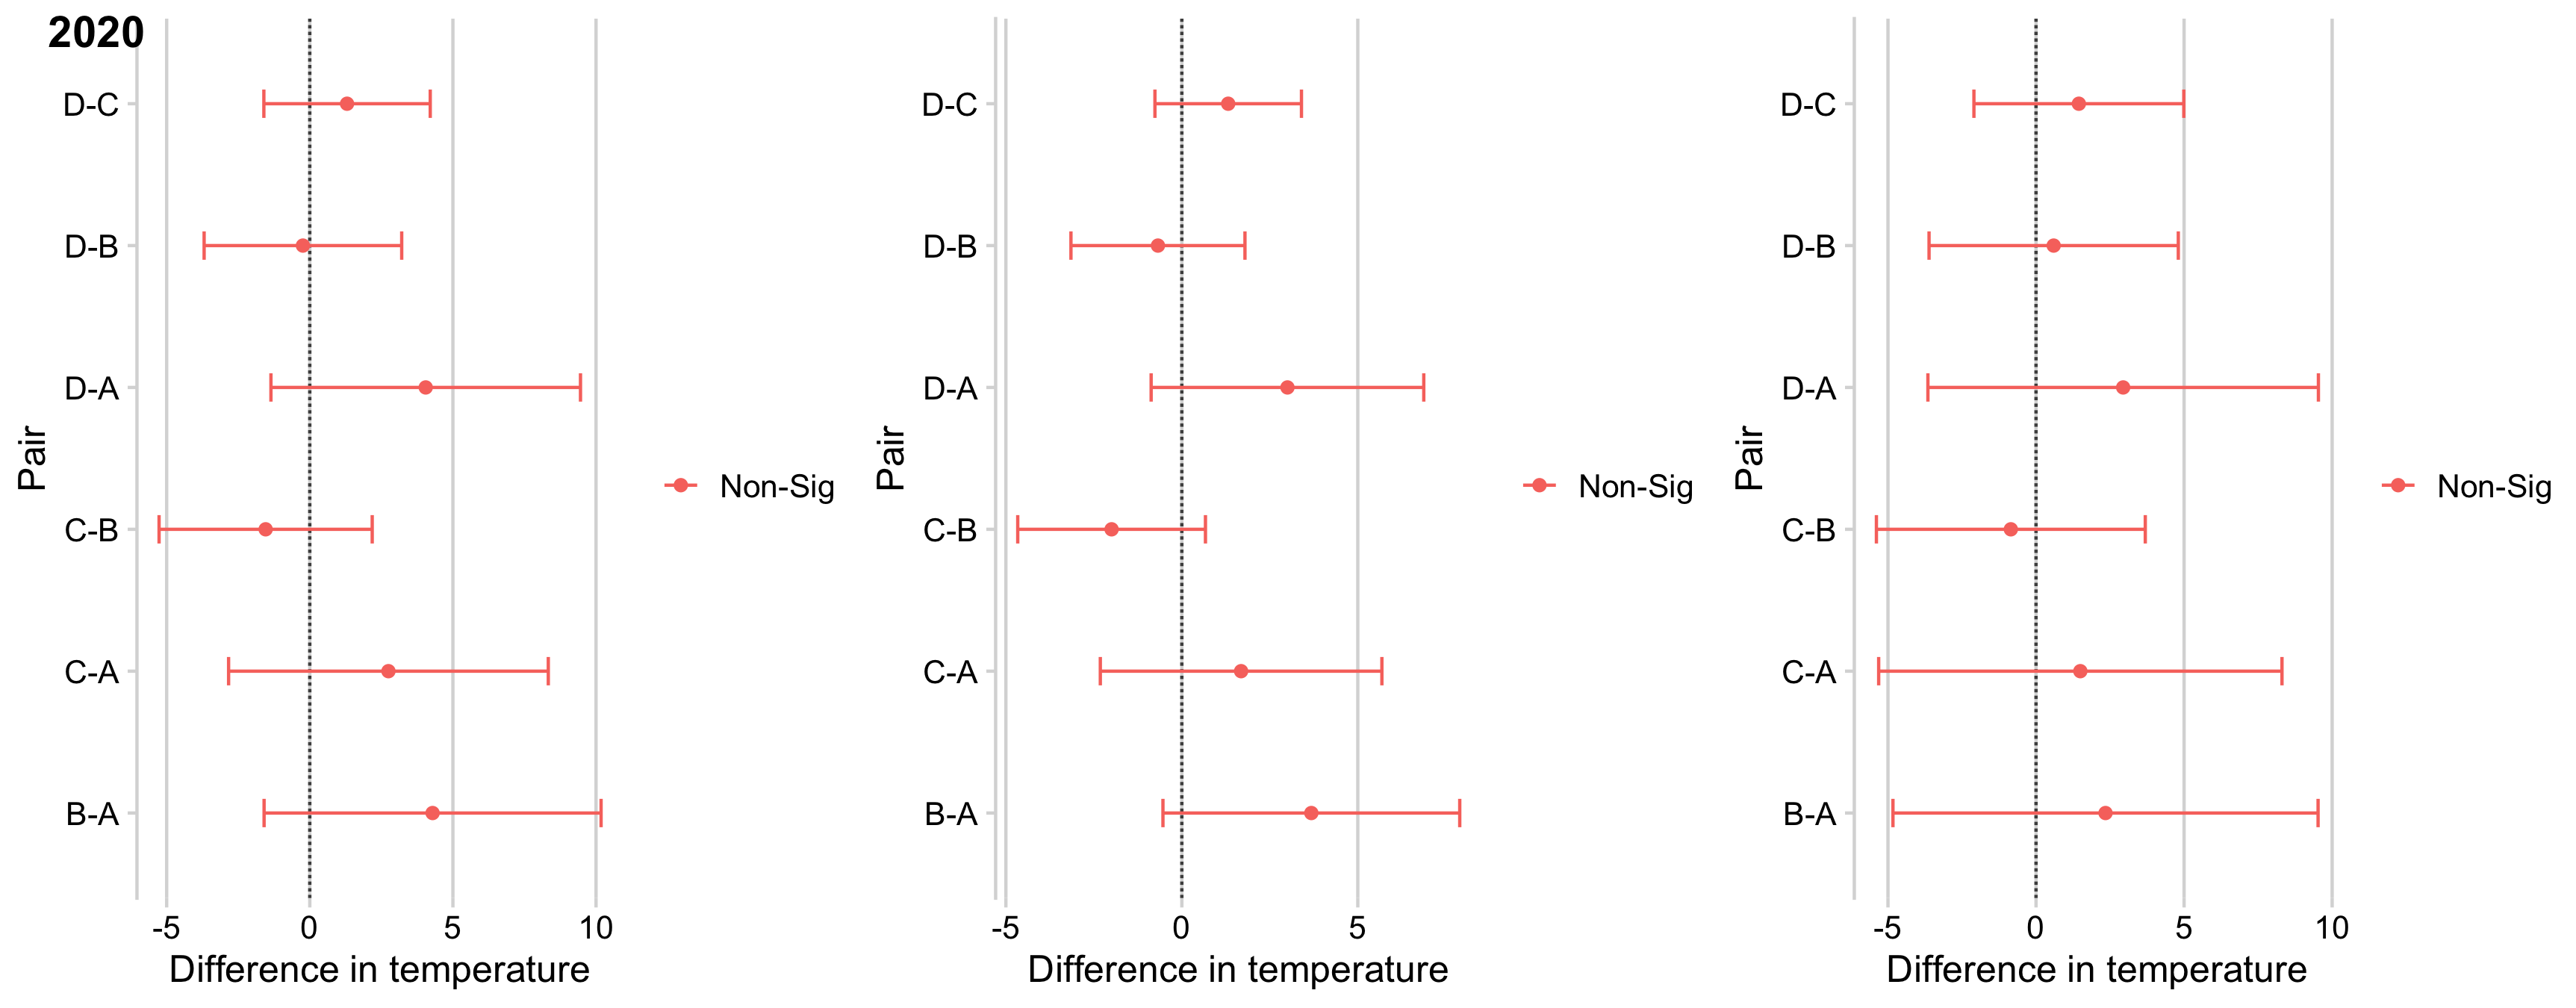 2020
D-C
D-B
D-A
C-B
C-A
B-A
Pair
-5 0 5 10
Difference in temperature
Non-Sig
D-C
D-B
D-A
C-B
C-A
B-A
Pair
-5 0 5
Difference in temperature
Non-Sig
D-C
D-B
D-A
C-B
C-A
B-A
Pair
-5 0 5 10
Difference in temperature
Non-Sig